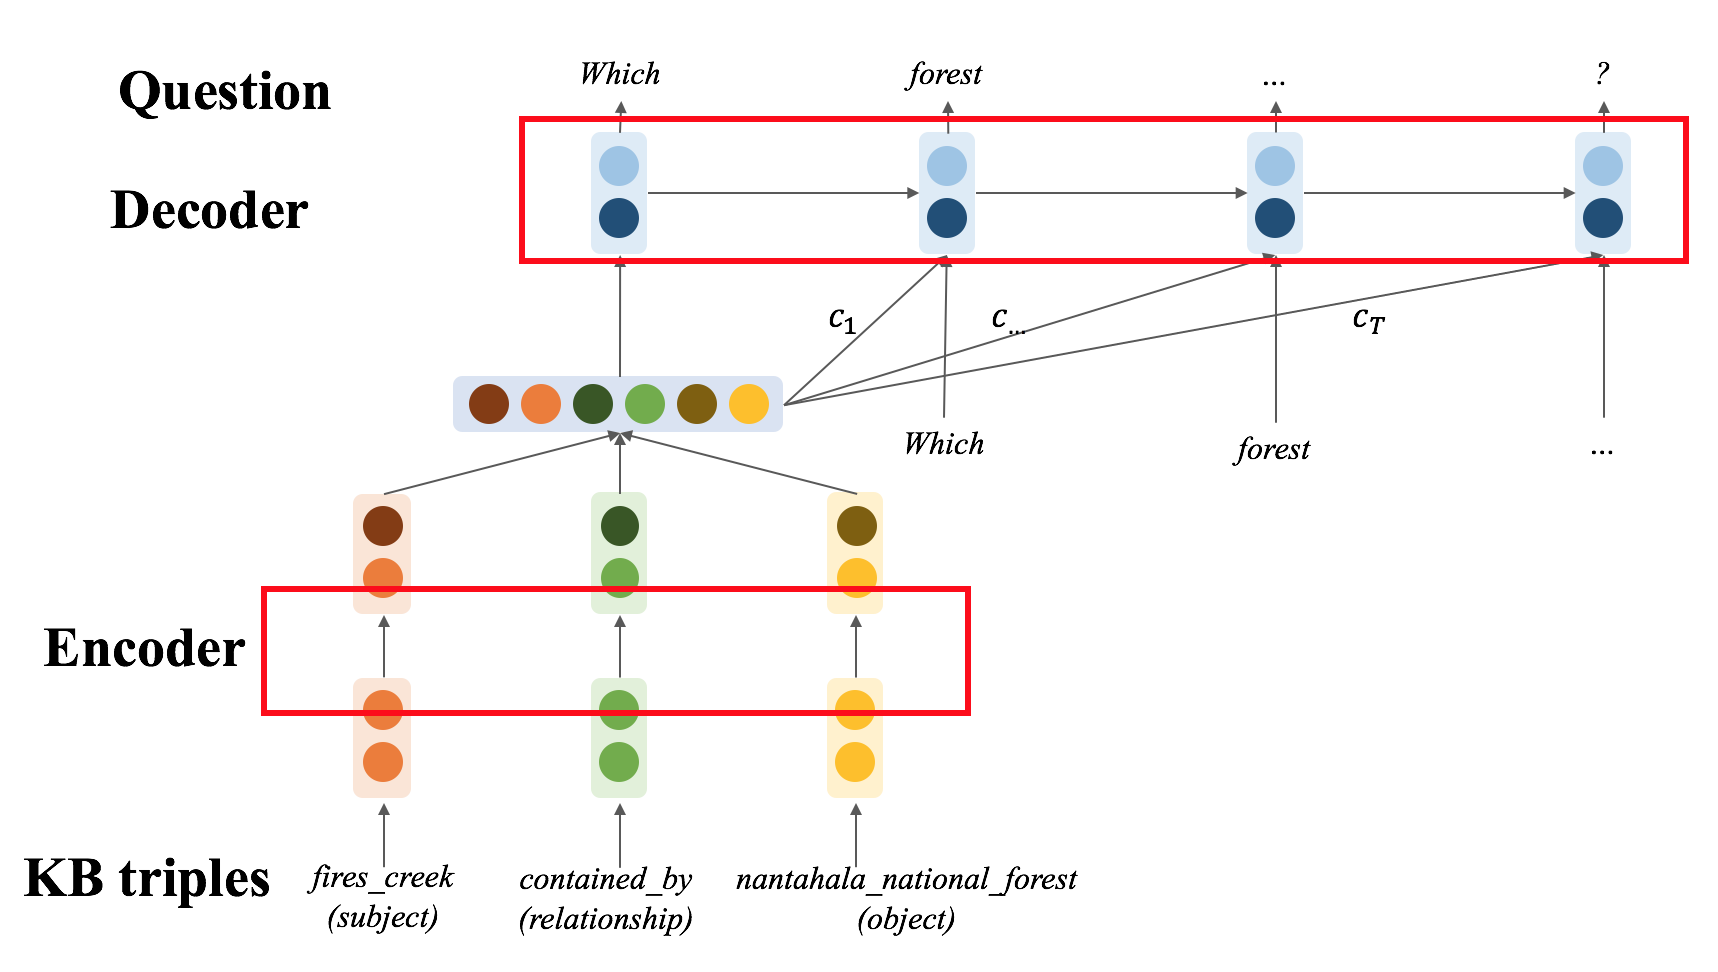 Question
Which
forest
...
?
Decoder
c1
c...
cT
Which
forest
...
Encoder
KB triples
fires_creek
(subject)
contained_by
(relationship)
nantahala_national_forest
(object)